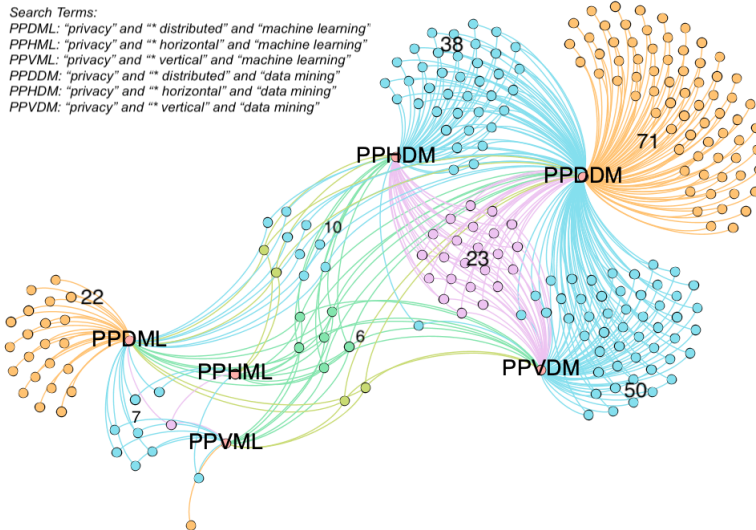 Search Terms:
PPDML: “privacy” and “* distributed” and “machine learning”
PPHML: “privacy” and “* horizontal” and “machine learning”
PPVML: “privacy” and “* vertical” and “machine learning”
PPDDM: “privacy” and “* distributed” and “data mining”
PPHDM: “privacy” and “* horizontal” and “data mining”
PPVDM: “privacy” and “* vertical” and “data mining”
38
71
PPHDM
PPDDM
10
23
22
PPDML
6
PPHML
PPVDM
50
7
PPVML